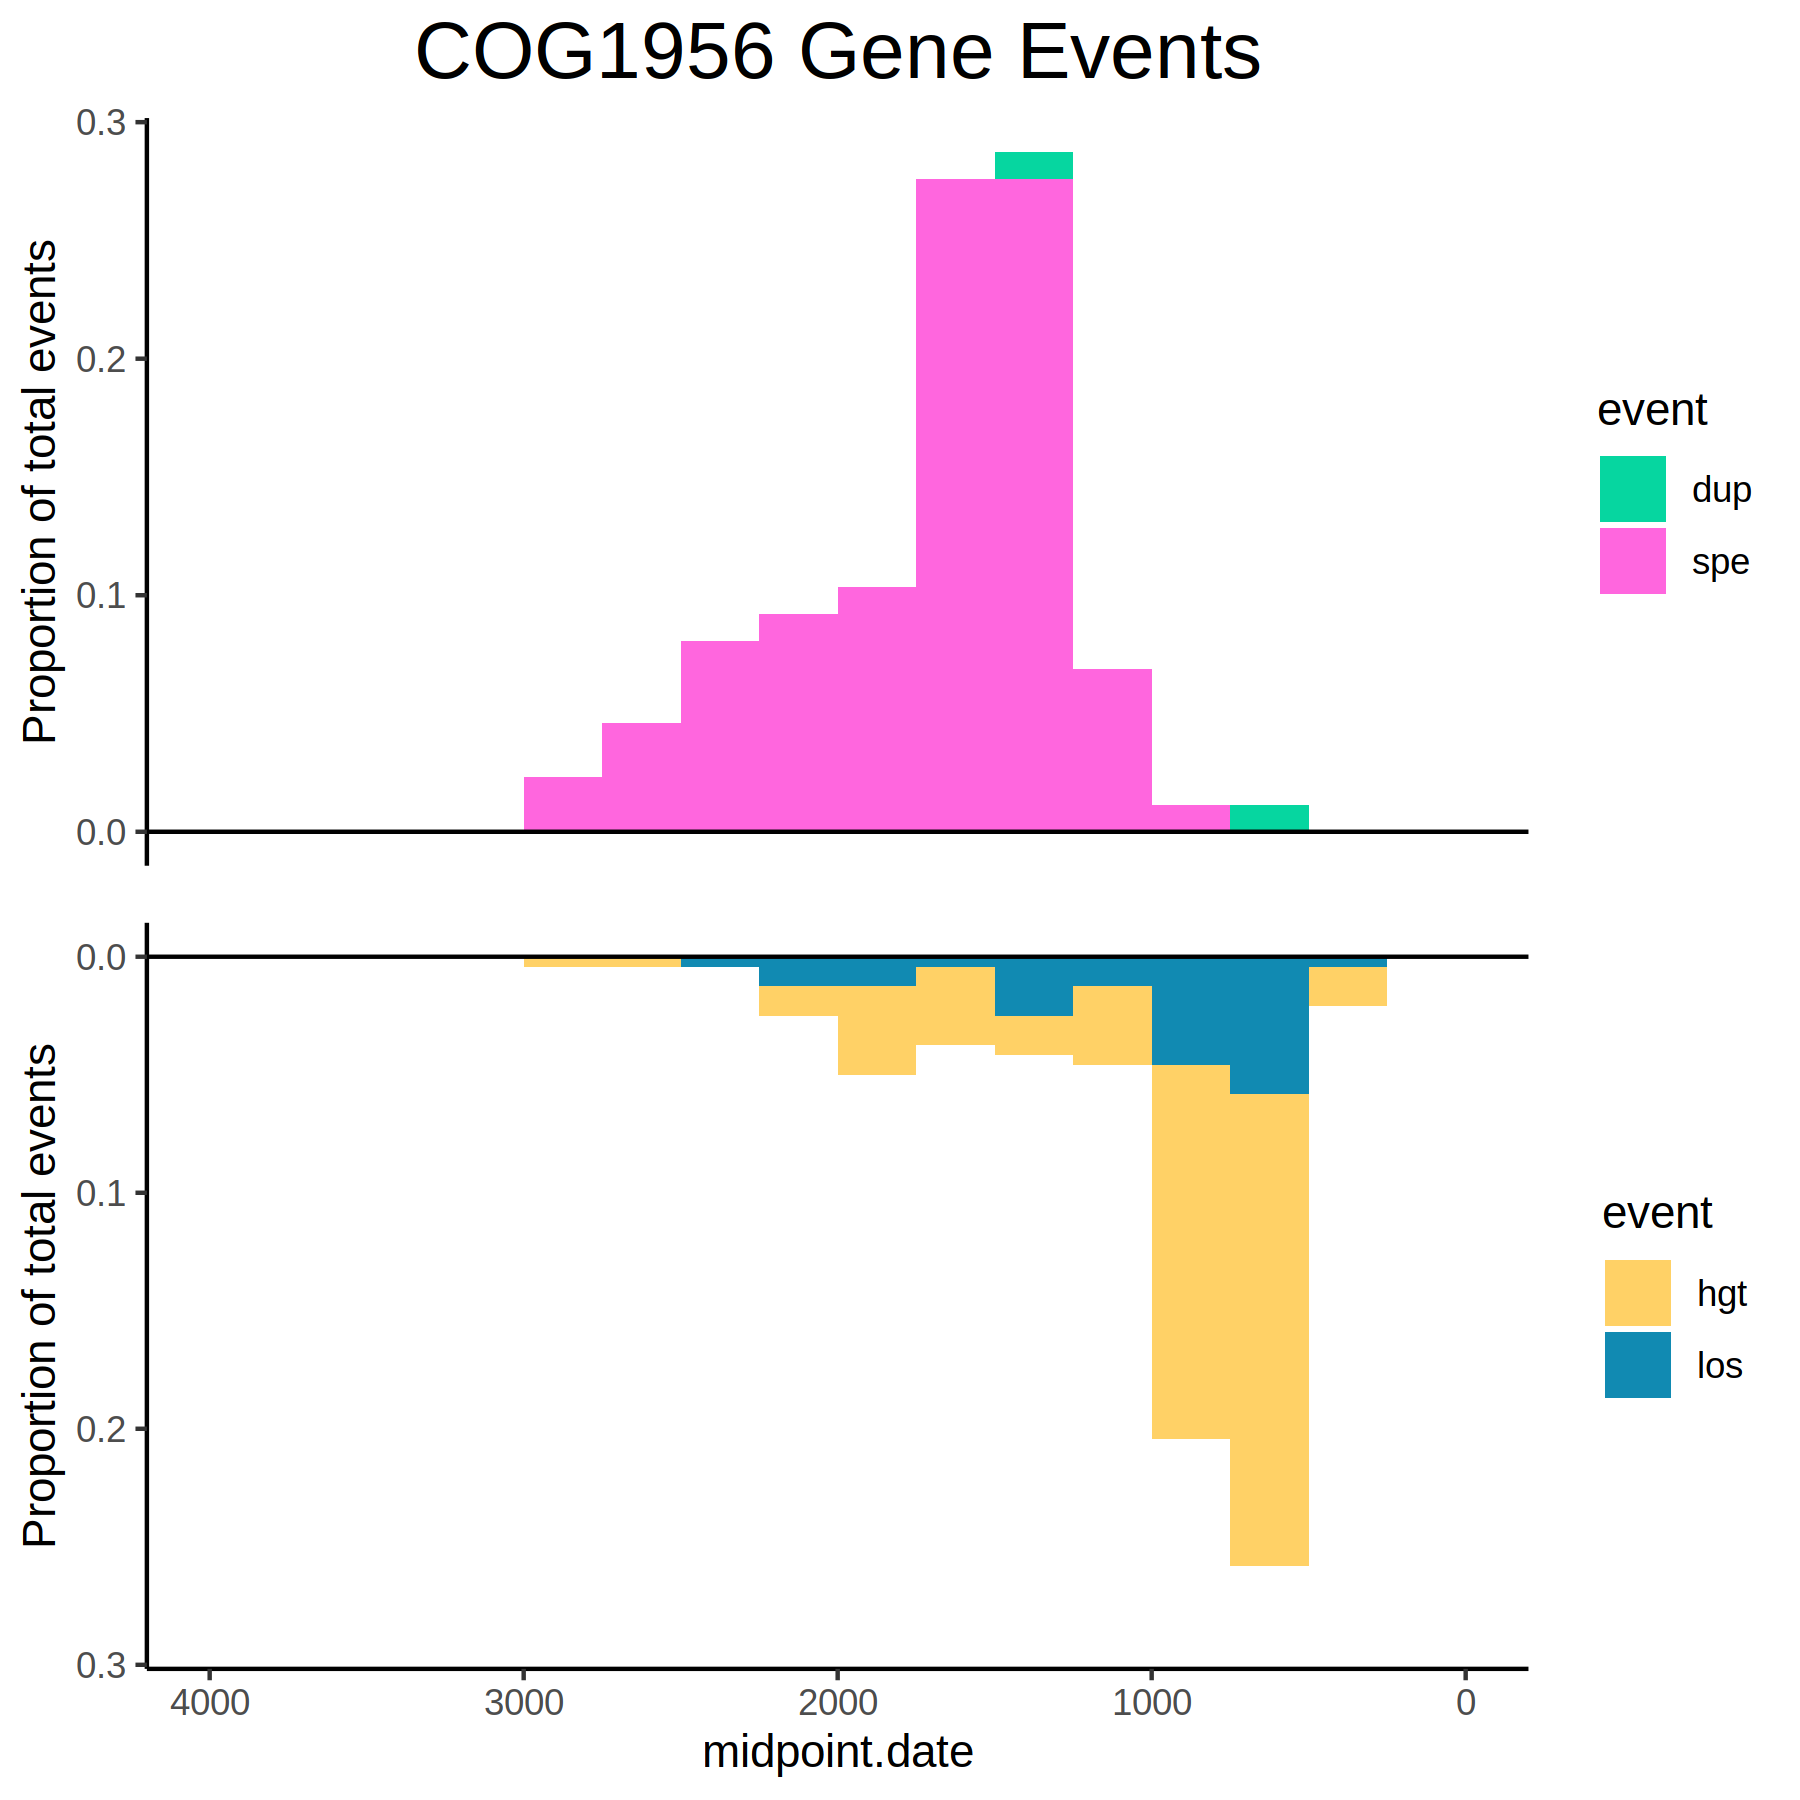 COG1956 Gene Events
0.3
0.2
0.1
0.0
Proportion of total events
event
dup
spe
0.0
0.1
0.2
0.3
Proportion of total events
event
hgt
los
4000 3000 2000 1000 0
midpoint.date